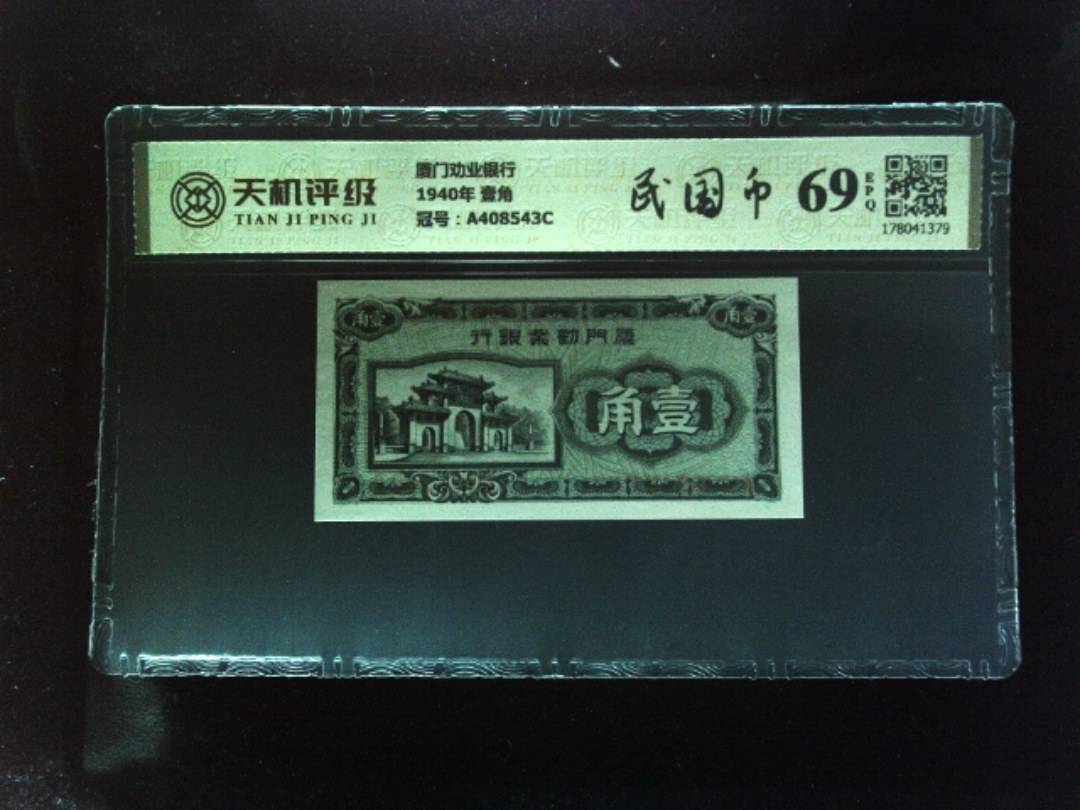 天机评级
TIAN JI PING JI
厦门劝业银行
1940年 壹角
冠号：A408543C
民国币
69
EPQ
178041379
角壹
角壹
行銀業勸門廈
角壹